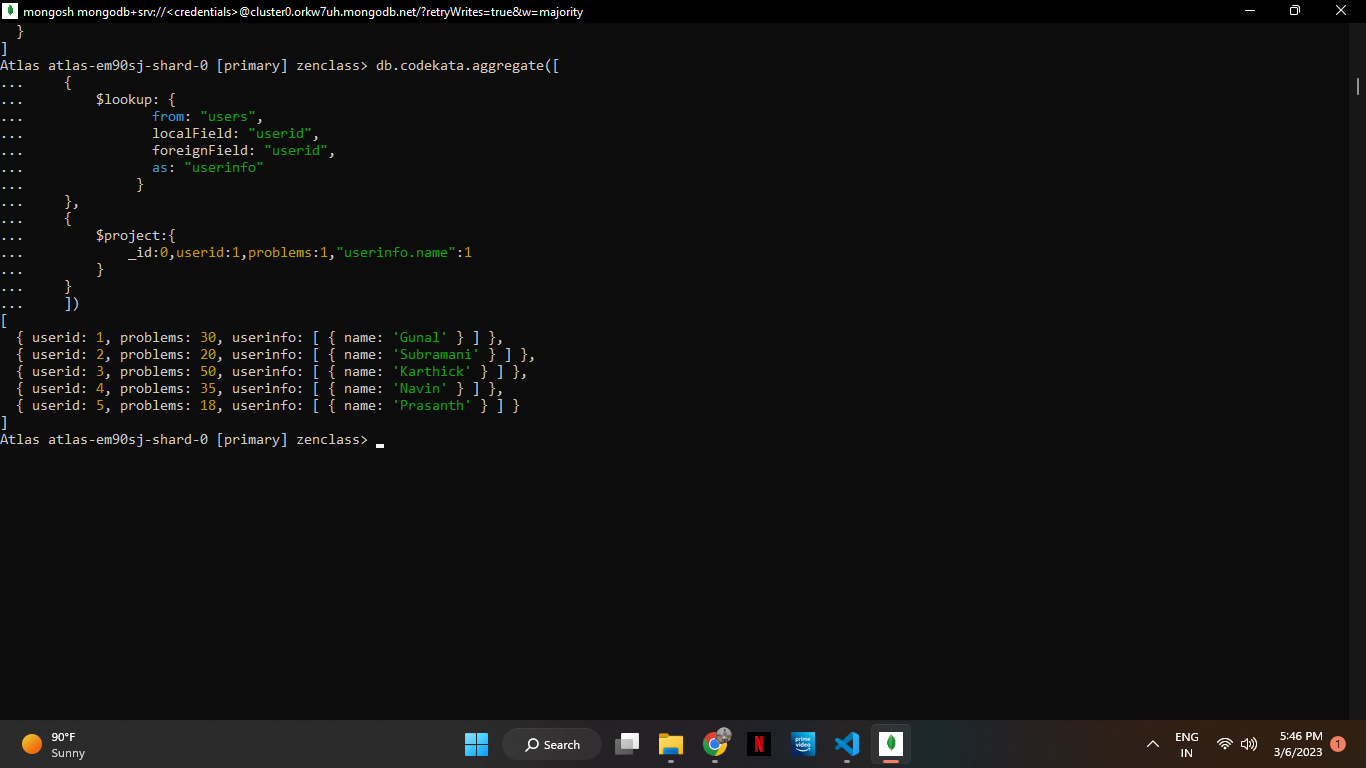 mongosh mongodb+srv://<credentials>@cluster0.orkw7uh.mongodb.net/?retryWrites=true&w=majority
}
]
Atlas atlas-em90sj-shard-0 [primary] zenclass> db.codekata.aggregate([
... {
... $lookup: {
... from: "users",
... localField: "userid",
... foreignField: "userid",
... as: "userinfo"
... }
... },
... {
... $project:{
... _id:0,userid:1,problems:1,"userinfo.name":1
... }
... }
... ])
[
{ userid: 1, problems: 30, userinfo: [ { name: 'Gunal' } ] },
{ userid: 2, problems: 20, userinfo: [ { name: 'Subramani' } ] },
{ userid: 3, problems: 50, userinfo: [ { name: 'Karthick' } ] },
{ userid: 4, problems: 35, userinfo: [ { name: 'Navin' } ] },
{ userid: 5, problems: 18, userinfo: [ { name: 'Prasanth' } ] }
]
Atlas atlas-em90sj-shard-0 [primary] zenclass>
90°F
Sunny
Search
N
prime video
ENG
IN
5:46 PM
3/6/2023
1